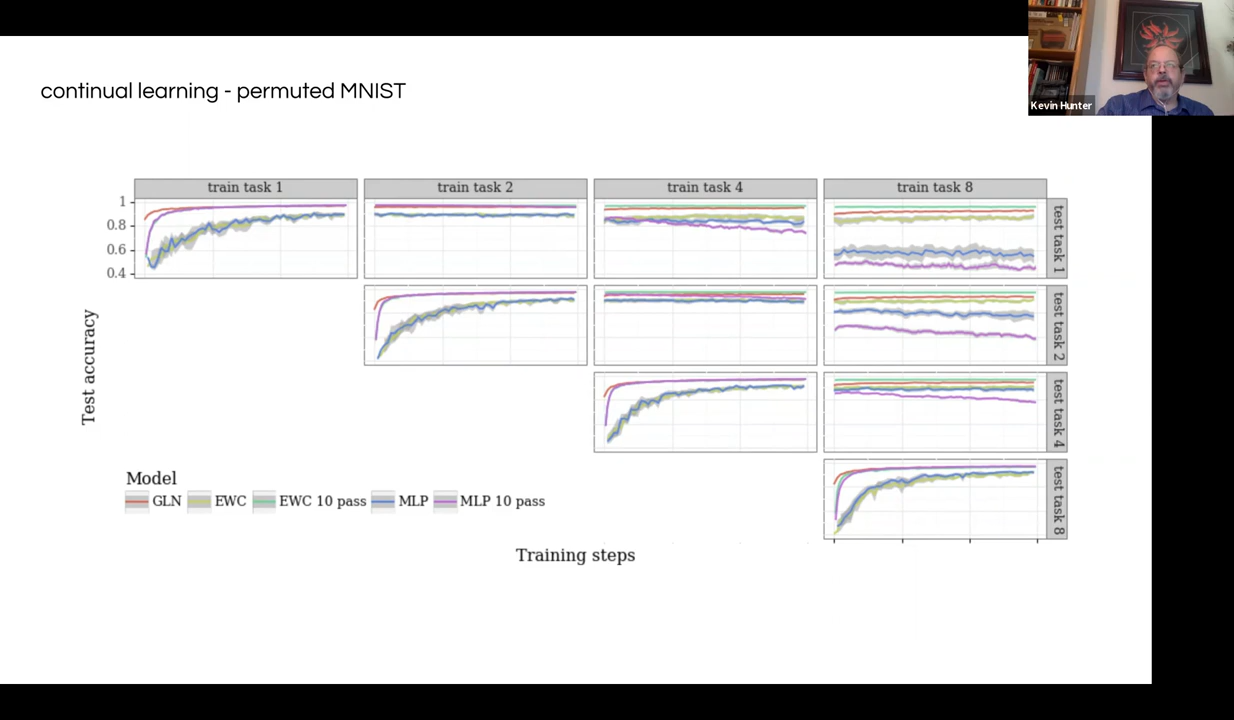 Kevin Hunter
continual learning - permuted MNIST
train task 1
train task 2
train task 4
train task 8
1
0.8
0.6
0.4
test task 1
test task 2
test task 4
test task 8
Test accuracy
Model
GLN EWC EWC 10 pass MLP MLP 10 pass
Training steps